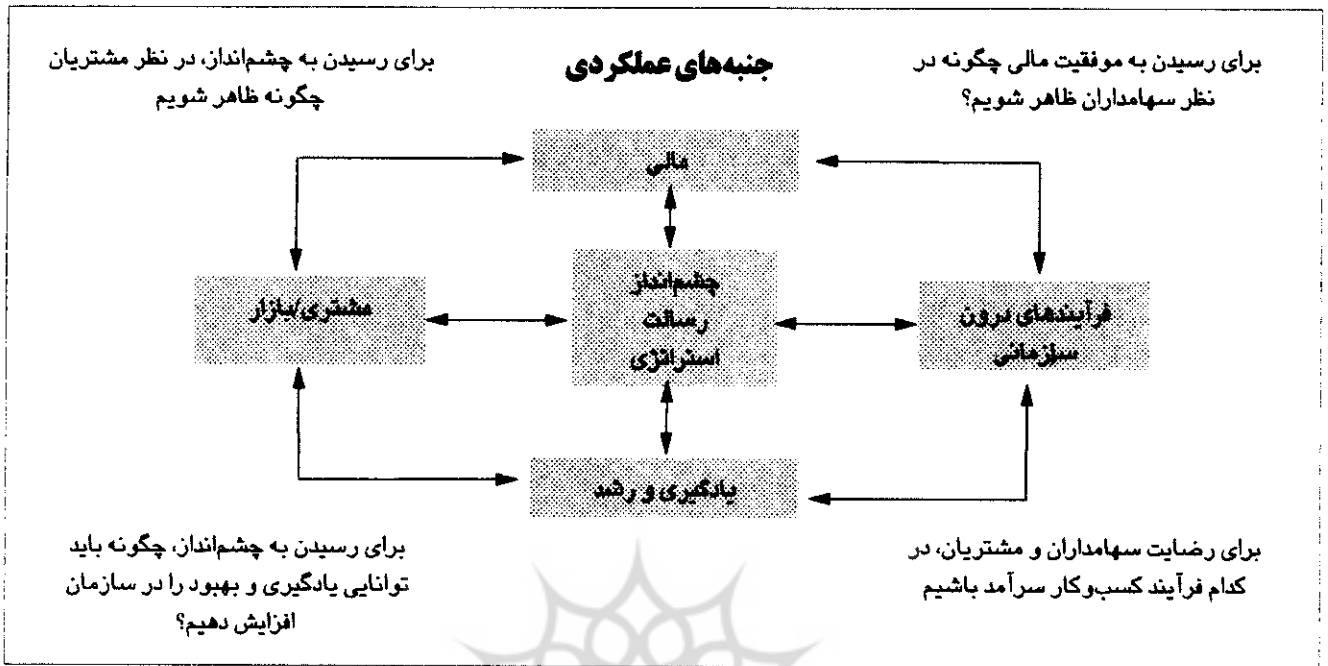 جنبه‌های عملکردی
برای رسیدن به موفقیت مالی چگونه در
نظر سهامداران ظاهر شویم؟
برای رسیدن به چشم‌انداز، در نظر مشتریان
چگونه ظاهر شویم
مالی
فرآیندهای درون
سازمانی
چشم‌انداز
رسالت
استراتژی
مشتری/بازار
یادگیری و رشد
برای رضایت سهامداران و مشتریان، در
کدام فرآیند کسب‌وکار سرآمد باشیم
برای رسیدن به چشم‌انداز، چگونه باید
توانایی یادگیری و بهبود را در سازمان
افزایش دهیم؟